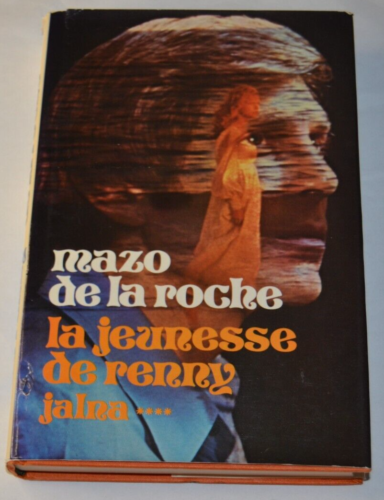 mazo
de la roche
la jeunesse
de renny
jalna ****